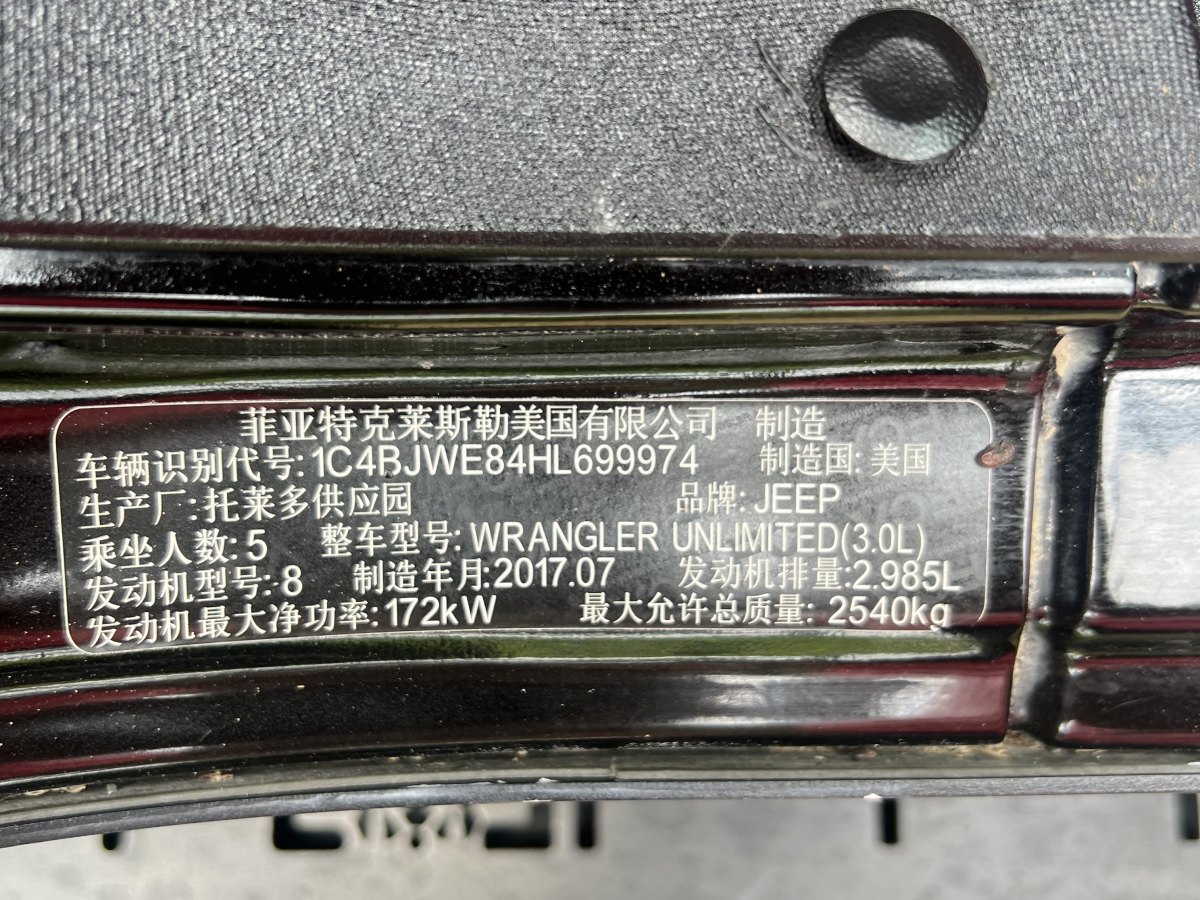 菲亚特克莱斯勒美国有限公司 制造
车辆识别代号:1C4BJWE84HL699974 制造国:美国
生产厂:托莱多供应园 品牌:JEEP
乘坐人数:5 整车型号:WRANGLER UNLIMITED(3.0L)
发动机型号:8 制造年月:2017.07 发动机排量:2.985L
发动机最大净功率:172kW 最大允许总质量: 2540kg